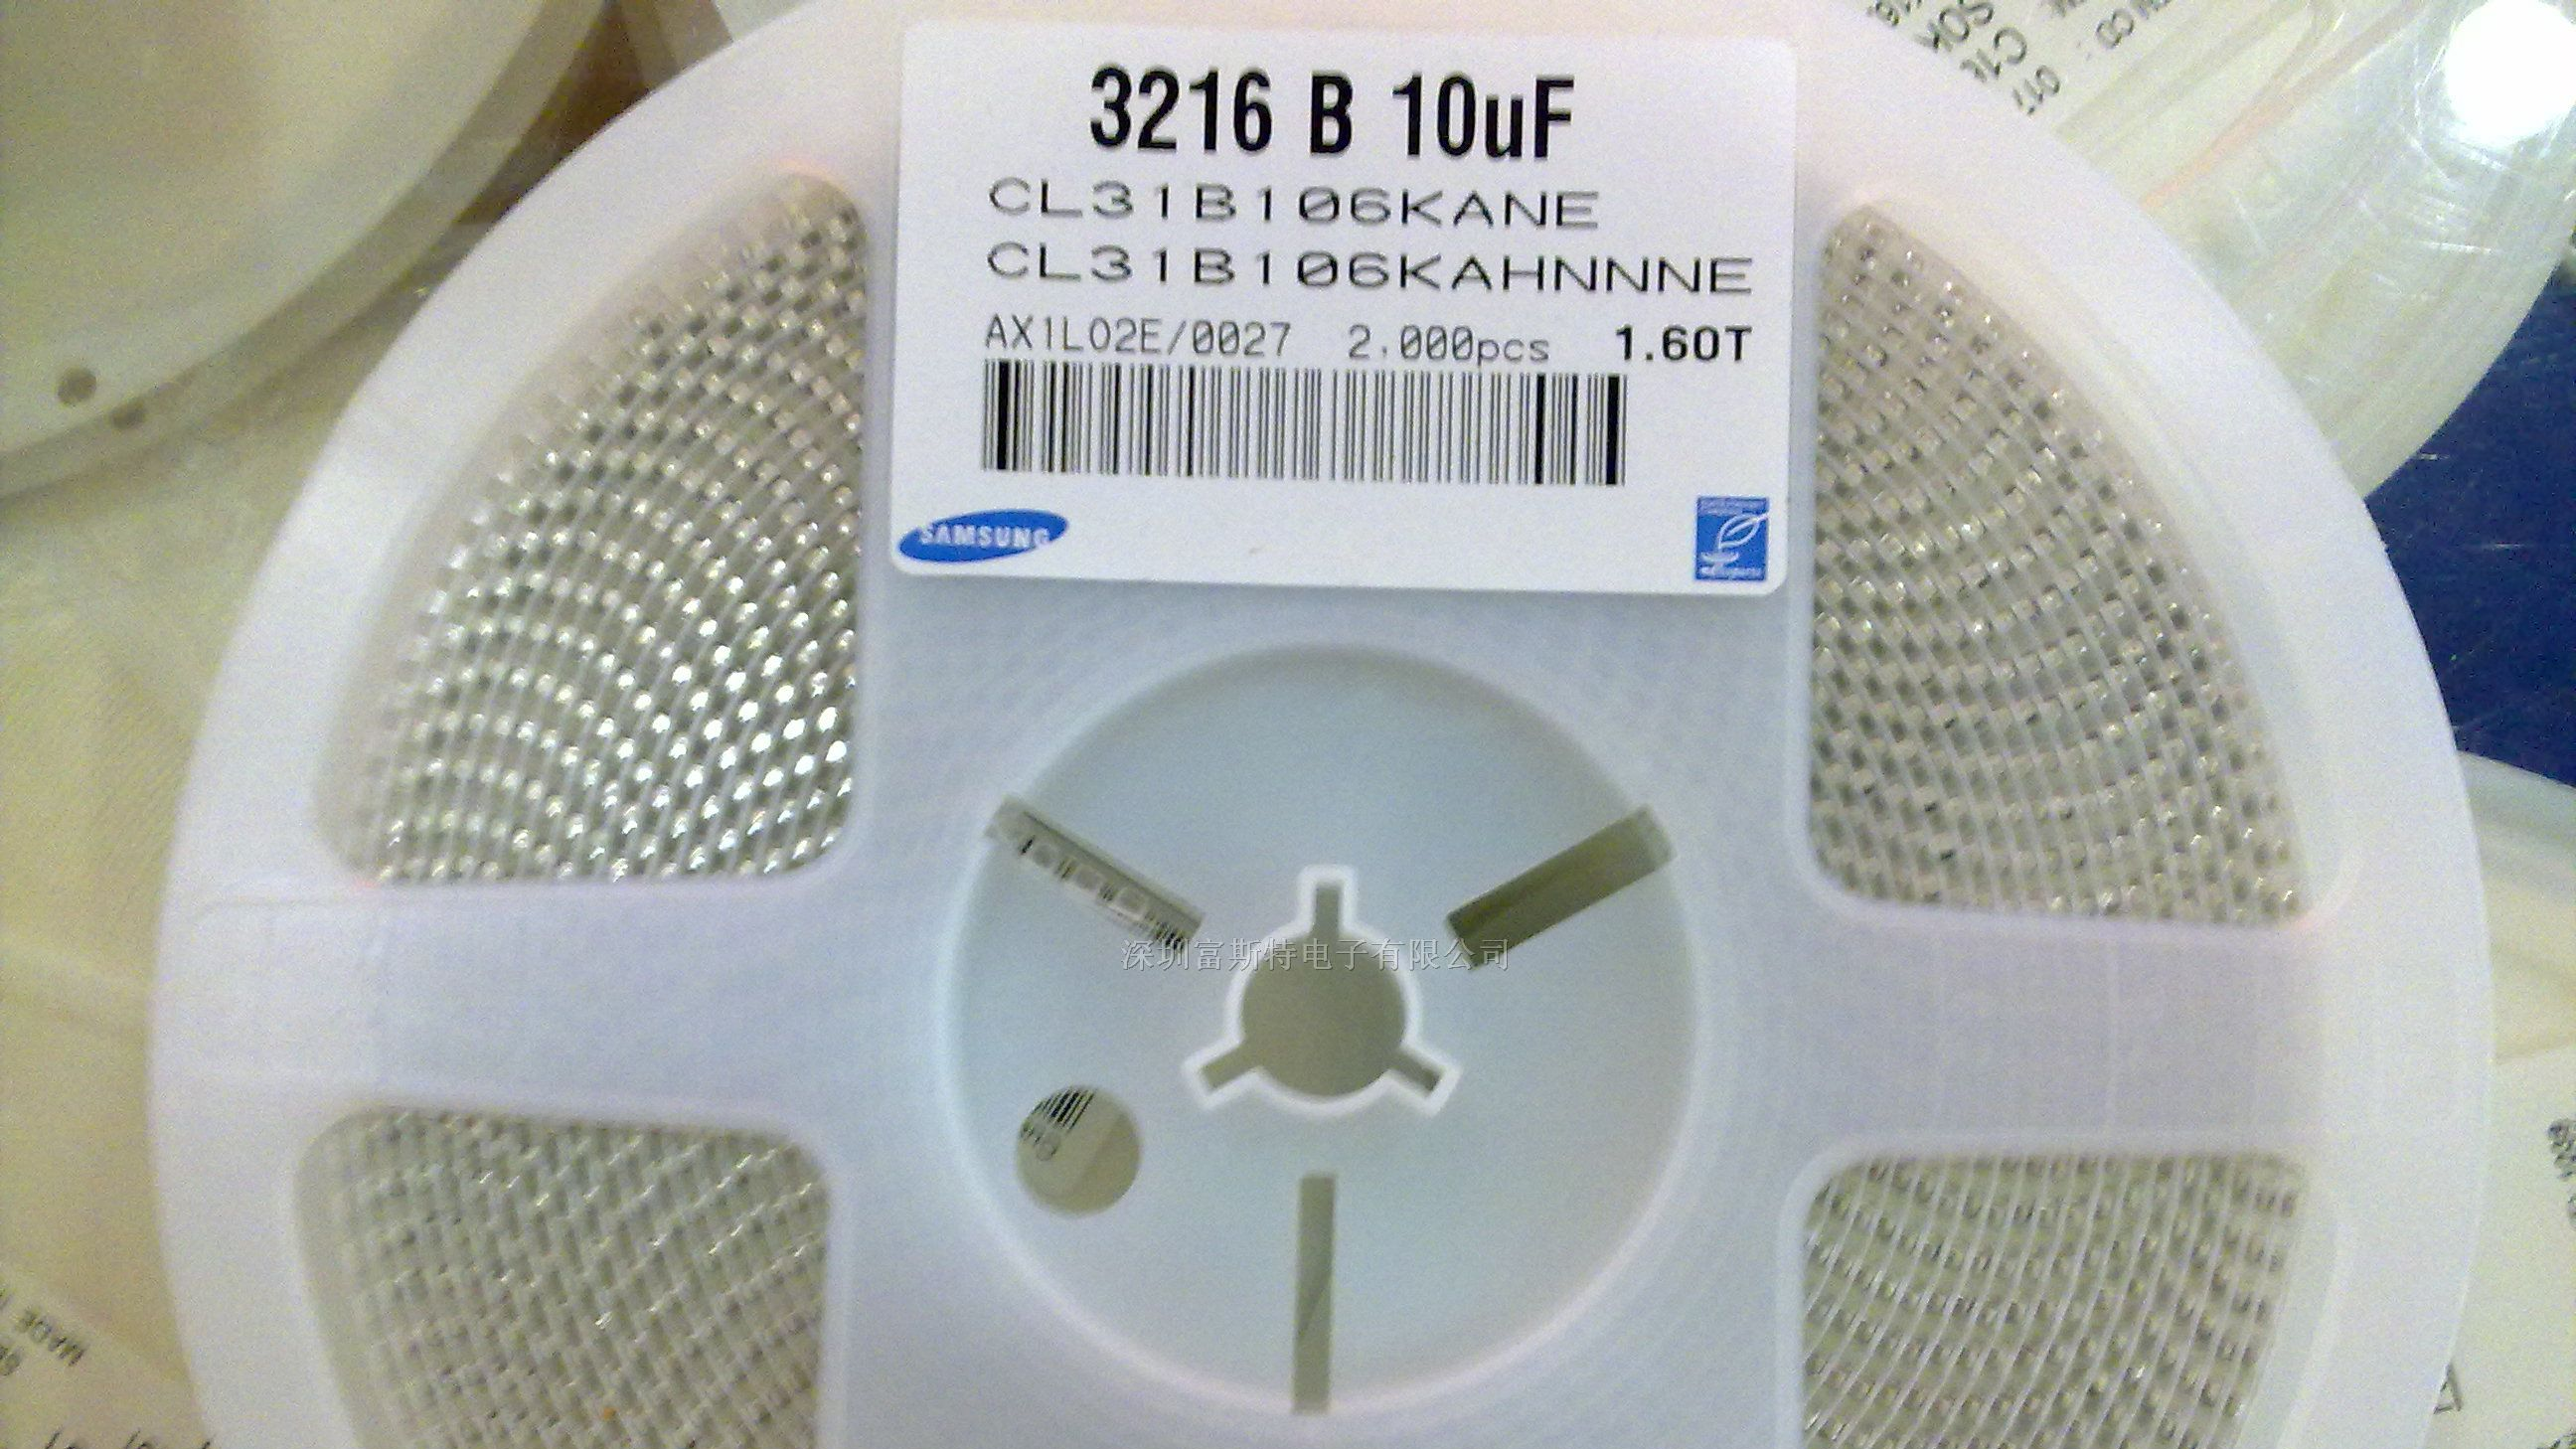 3216 B 10uF
CL31B106KANE
CL31B106KAHNNNE
AX1L02E/0027 2.000pcs 1.60T
SAMSUNG
深圳富斯特电子有限公司
MADE